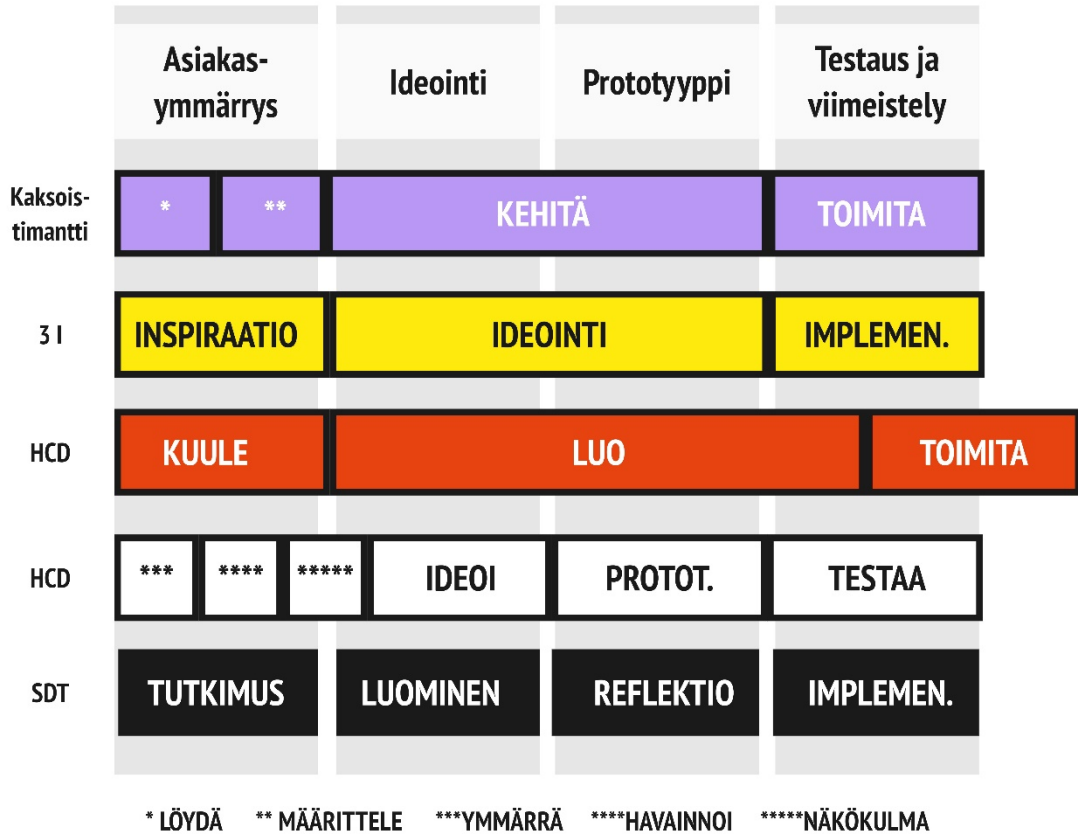 Asiakas-
ymmärrys
Ideointi
Prototyyppi
Testaus ja
viimeistely
Kaksois-
timantti
* ** KEHITÄ TOIMITA
3 I INSPIRAATIO IDEOINTI IMPLEMEN.
HCD KUULE LUO TOIMITA
HCD *** **** ***** IDEOI PROTOT. TESTAA
SDT TUTKIMUS LUOMINEN REFLEKTIO IMPLEMEN.
* LÖYDÄ ** MÄÄRITTELE ***YMMÄRRÄ ****HAVAINNOI *****NÄKÖKULMA